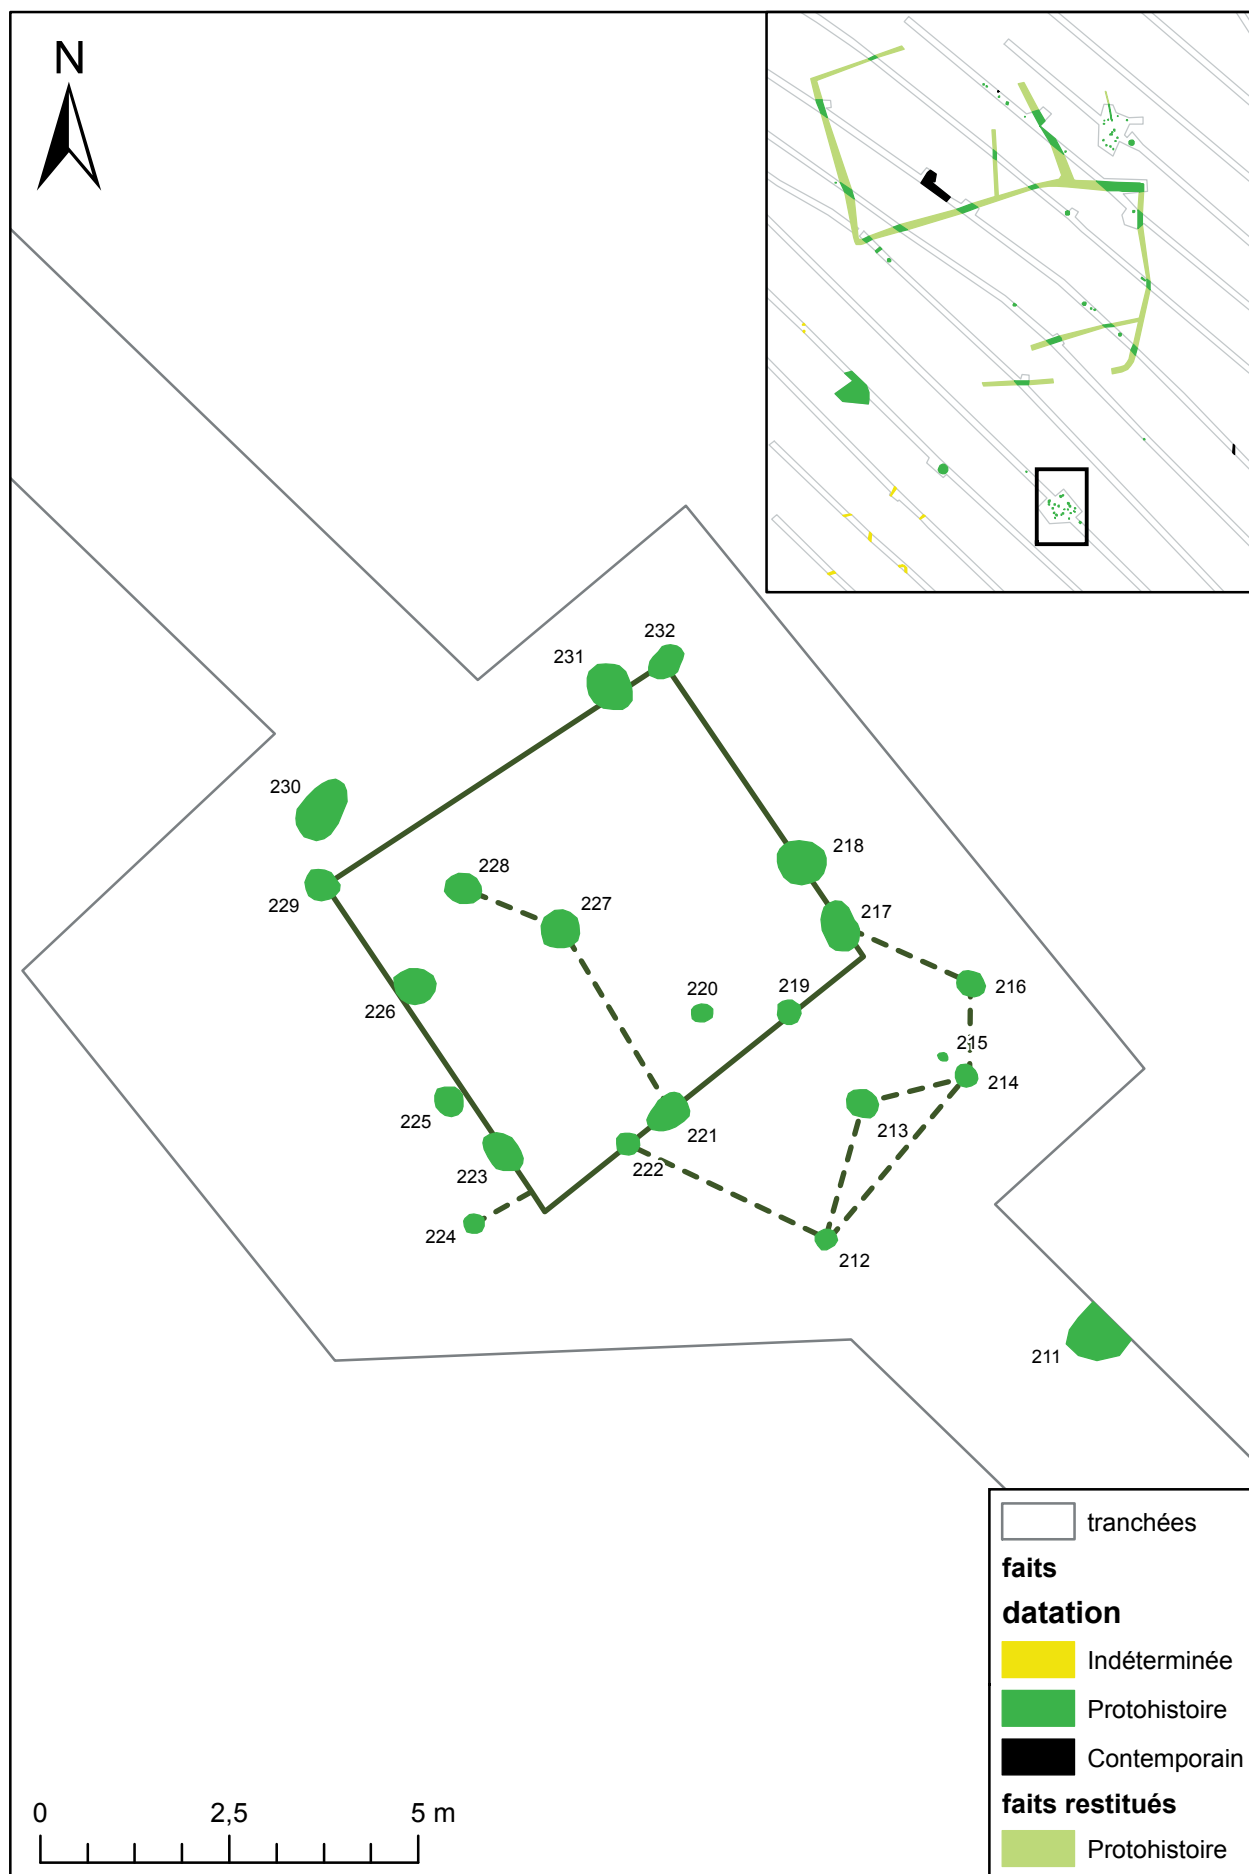 N
232
231
230
218
228
229
227
217
216
220
219
226
215
214
225
213
221
223
222
224
212
211
tranchées
faits
datation
Indéterminée
Protohistoire
Contemporain
faits restitués
Protohistoire
0 2,5 5 m